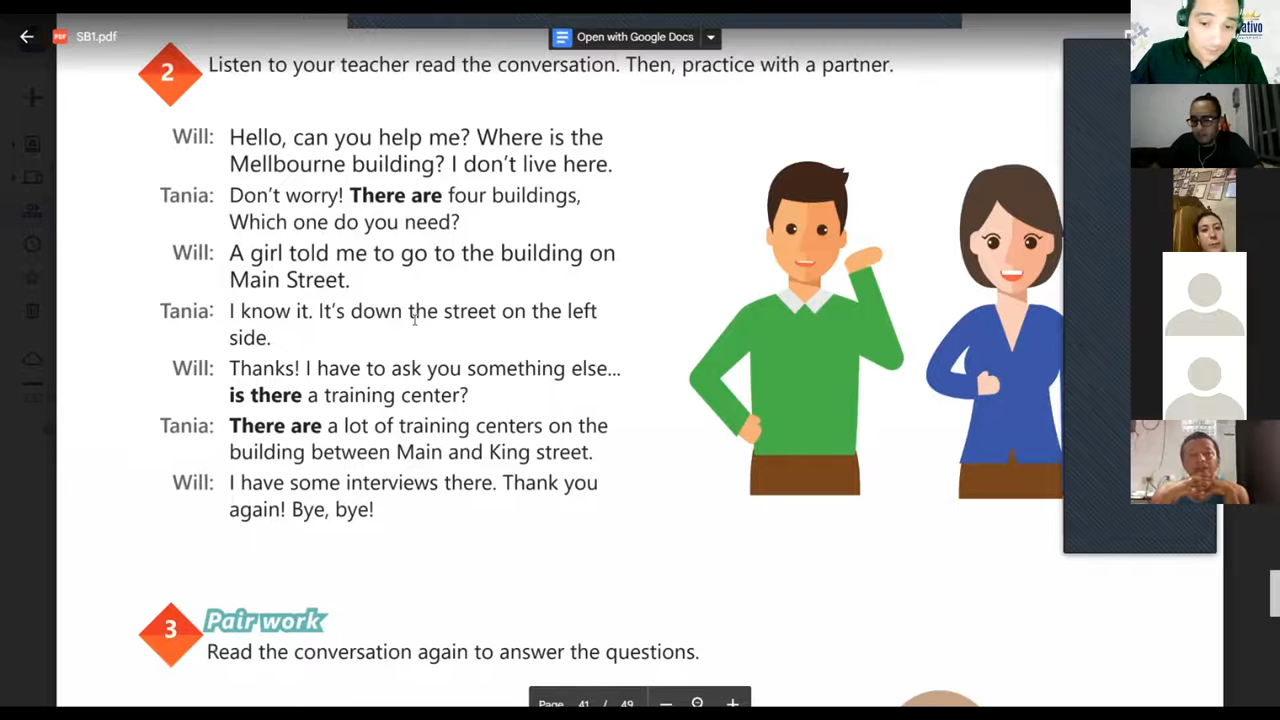 SB1.pdf
Open with Google Docs
ativo
2
Listen to your teacher read the conversation. Then, practice with a partner.
Will: Hello, can you help me? Where is the
Mellbourne building? I don't live here.
Tania: Don't worry! There are four buildings,
Which one do you need?
Will: A girl told me to go to the building on
Main Street.
Tania: I know it. It's down the street on the left
side.
Will: Thanks! I have to ask you something else...
is there a training center?
Tania: There are a lot of training centers on the
building between Main and King street.
Will: I have some interviews there. Thank you
again! Bye, bye!
3
Pair work
Read the conversation again to answer the questions.
Page 41 / 49